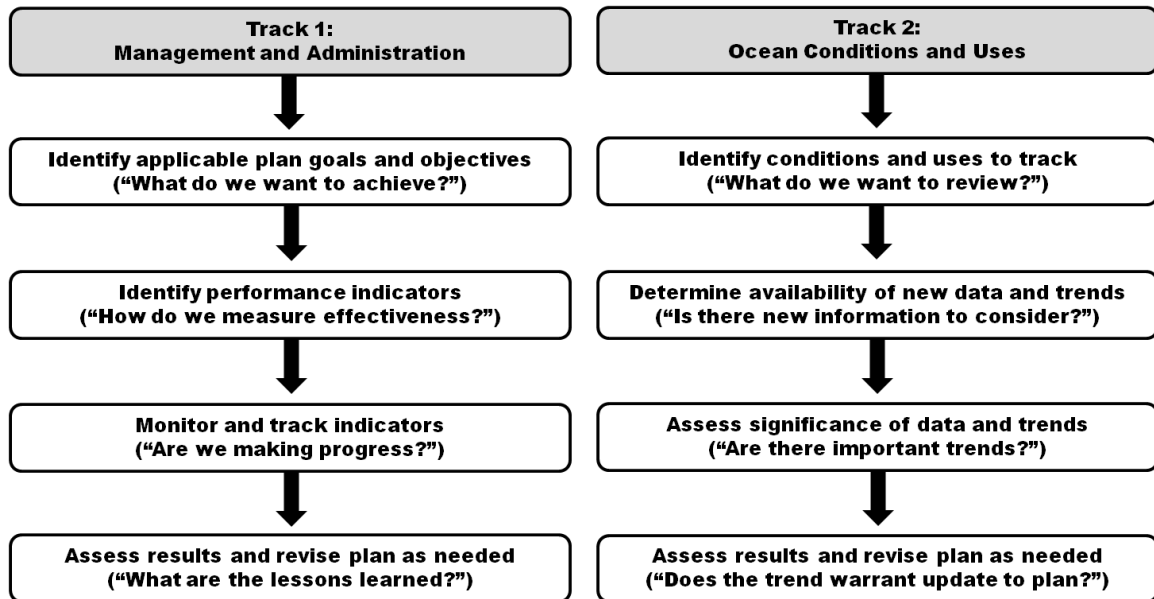 Track 1:
Management and Administration
Identify applicable plan goals and objectives
(“What do we want to achieve?”)
Identify performance indicators
(“How do we measure effectiveness?”)
Monitor and track indicators
(“Are we making progress?”)
Assess results and revise plan as needed
(“What are the lessons learned?”)
Track 2:
Ocean Conditions and Uses
Identify conditions and uses to track
(“What do we want to review?”)
Determine availability of new data and trends
(“Is there new information to consider?”)
Assess significance of data and trends
(“Are there important trends?”)
Assess results and revise plan as needed
(“Does the trend warrant update to plan?”)